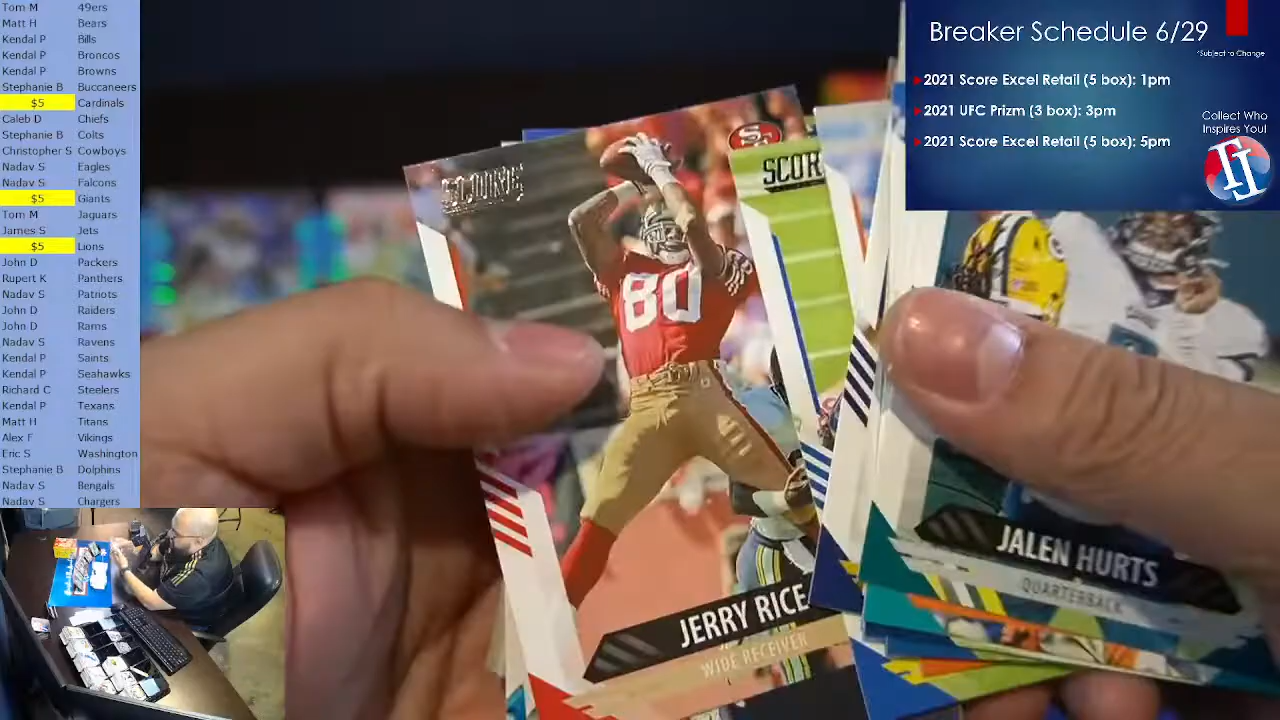 Tom M 49ers
Matt H Bears
Kendal P Bills
Kendal P Broncos
Kendal P Browns
Stephanie B Buccaneers
$5 Cardinals
Caleb D Chiefs
Stephanie B Colts
Christopher S Cowboys
Nadav S Eagles
Nadav S Falcons
$5 Giants
Tom M Jaguars
James S Jets
$5 Lions
John D Packers
Rupert K Panthers
Nadav S Patriots
John D Raiders
John D Rams
Nadav S Ravens
Kendal P Saints
Kendal P Seahawks
Richard C Steelers
Kendal P Texans
Matt H Titans
Alex F Vikings
Eric S Washington
Stephanie B Dolphins
Nadav S Bengals
Nadav S Chargers
SCORE
SF
SCOR
80
JERRY RICE
WIDE RECEIVER
JALEN HURTS
QUARTERBACK
Breaker Schedule 6/29
*Subject to Change
2021 Score Excel Retail (5 box): 1pm
2021 UFC Prizm (3 box): 3pm
2021 Score Excel Retail (5 box): 5pm
Collect Who
Inspires You!